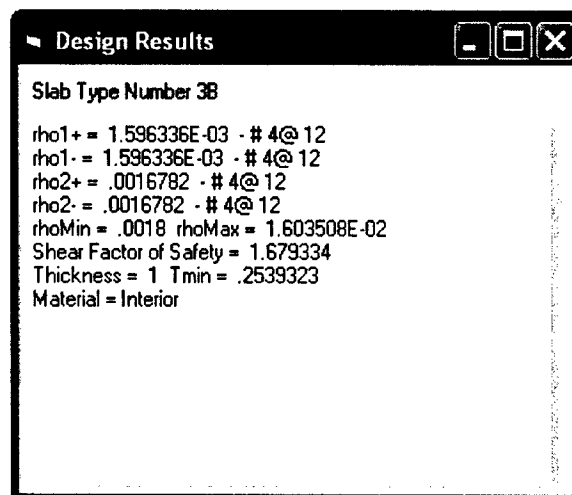 Design Results
Slab Type Number 3B
rho1+ = 1.596336E-03 - # 4@ 12
rho1- = 1.596336E-03 - # 4@ 12
rho2+ = .0016782 - # 4@ 12
rho2- = .0016782 - # 4@ 12
rhoMin = .0018 rhoMax = 1.603508E-02
Shear Factor of Safety = 1.679334
Thickness = 1 Tmin = .2539323
Material = Interior